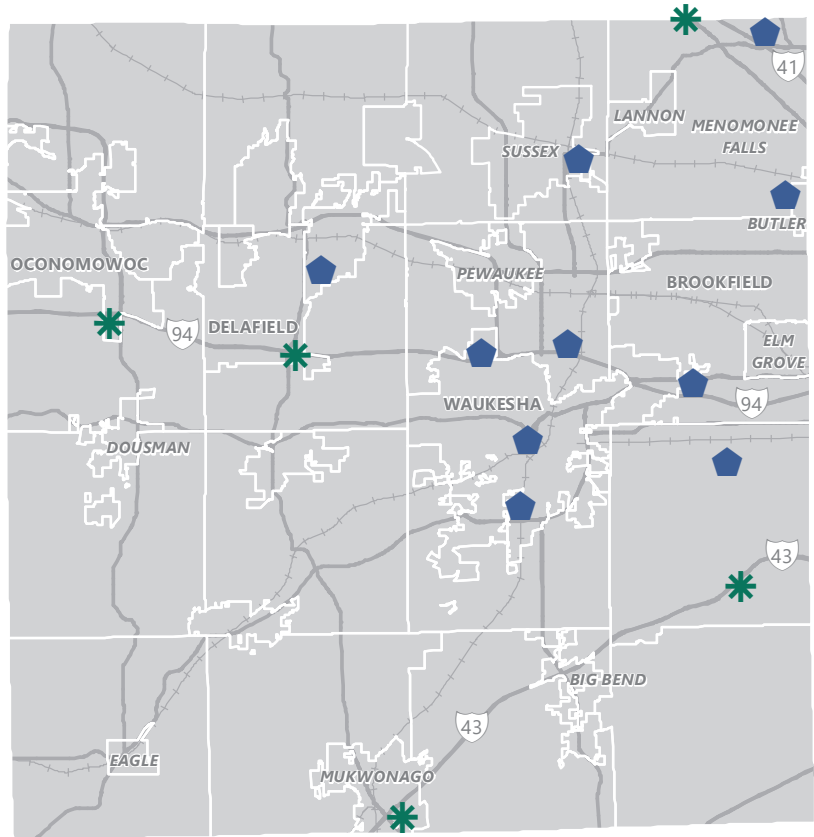 41
LANNON
MENOMONEE
FALLS
SUSSEX
BUTLER
OCONOMOWOC
PEWAUKEE
BROOKFIELD
94
DELAFIELD
ELM
GROVE
94
WAUKESHA
DOUSMAN
43
BIG BEND
43
EAGLE
MUKWONAGO